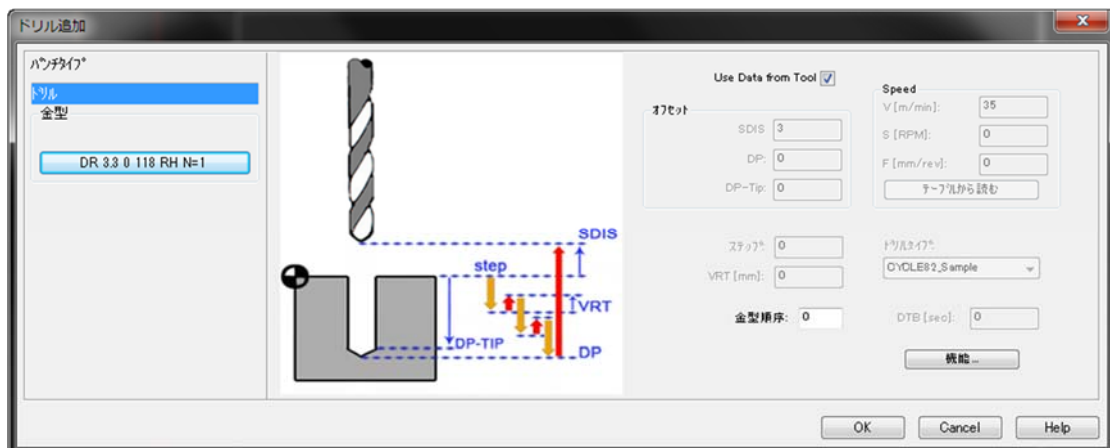 ドリル追加
ﾊﾟﾝﾁﾀｲﾌﾟ
ﾄﾞﾘﾙ
金型
DR 3.3 0 118 RH N=1
SDIS
step
VRT
DP-TIP
DP
Use Data from Tool
ｵﾌｾｯﾄ
SDIS 3
DP: 0
DP-Tip: 0
Speed
V [m/min]: 35
S [RPM]: 0
F [mm/rev]: 0
ﾃｰﾌﾞﾙから読む
ｽﾃｯﾌﾟ: 0
VRT [mm]: 0
金型順序: 0
ﾄﾞﾘﾙﾀｲﾌﾟ:
CYCLE82_Sample
DTB [sec]: 0
機能...
OK
Cancel
Help